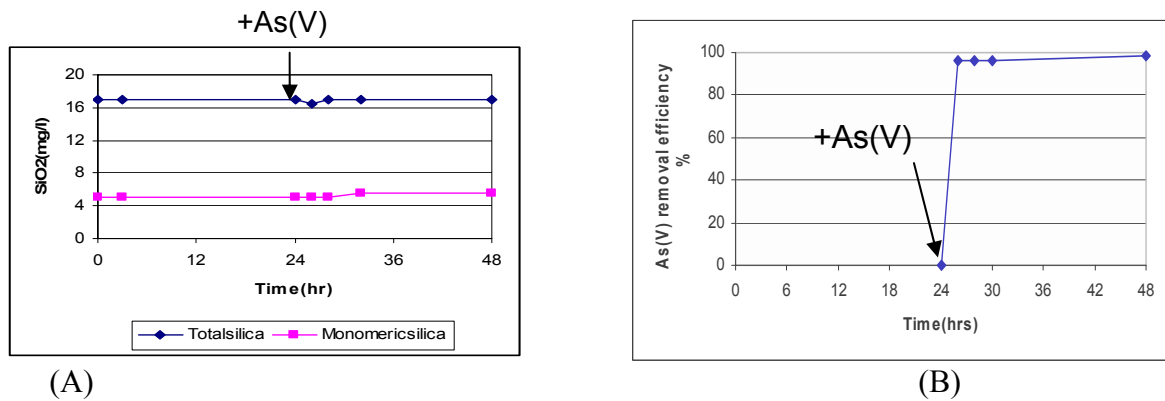 +As(V)
20
16
12
8
4
0
SiO2(mg/l)
0 12 24 36 48
Time(hr)
Totalsilica Monomericsilica
(A)
100
80
60
40
20
0
As(V) removal efficiency
%
+As(V)
0 6 12 18 24 30 36 42 48
Time(hrs)
(B)